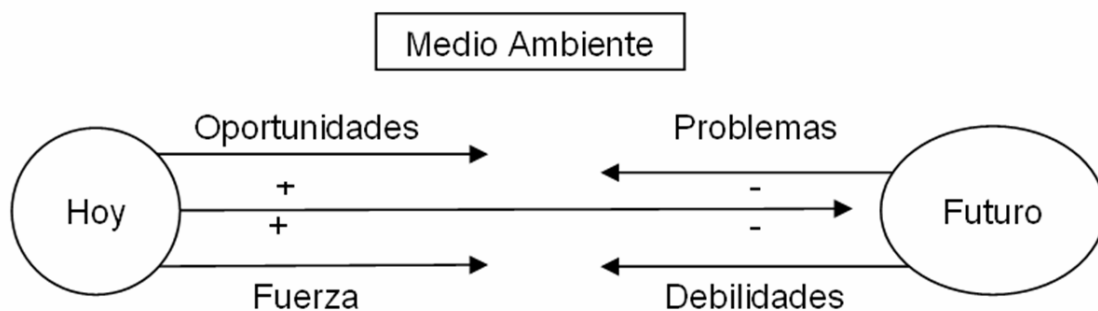 Medio Ambiente
Oportunidades
Problemas
+
-
Hoy
Futuro
+
-
Fuerza
Debilidades